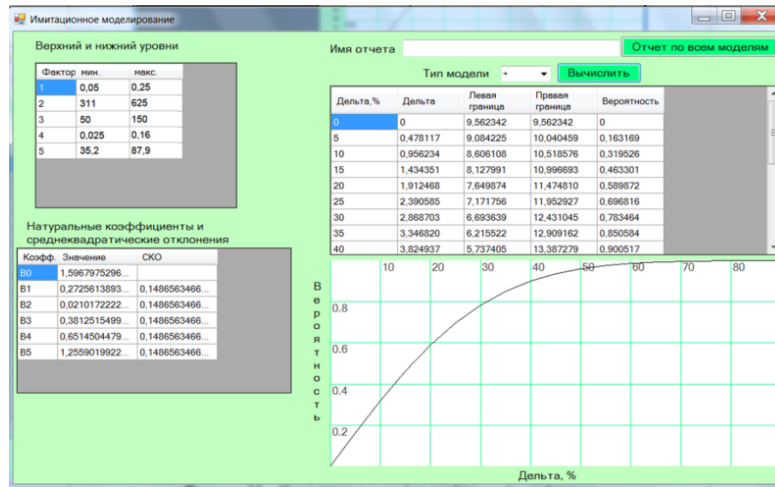 Имитационное моделирование
Верхний и нижний уровни
Фактор мин. макс.
1 0,05 0,25
2 311 625
3 50 150
4 0,025 0,16
5 35,2 87,9
Натуральные коэффициенты и
среднеквадратические отклонения
Коэфф. Значение СКО
B0 1,5967975296...
B1 0,2725613893... 0,1486563466...
B2 0,0210172222... 0,1486563466...
B3 0,3812515499... 0,1486563466...
B4 0,6514504479... 0,1486563466...
B5 1,2559019922... 0,1486563466...
Имя отчета
Отчет по всем моделям
Тип модели + Вычислить
Дельта,% Дельта Левая граница Правая граница Вероятность
0 0 9,562342 9,562342 0
5 0,478117 9,084225 10,040459 0,163169
10 0,956234 8,606108 10,518576 0,319526
15 1,434351 8,127991 10,996693 0,463301
20 1,912468 7,649874 11,474810 0,589872
25 2,390585 7,171756 11,952927 0,696816
30 2,868703 6,693639 12,431045 0,783464
35 3,346820 6,215522 12,909162 0,850584
40 3,824937 5,737405 13,387279 0,900517
10 20 30 40 50 60 70 80
0.8
0.6
0.4
0.2
Вероятность
Дельта, %